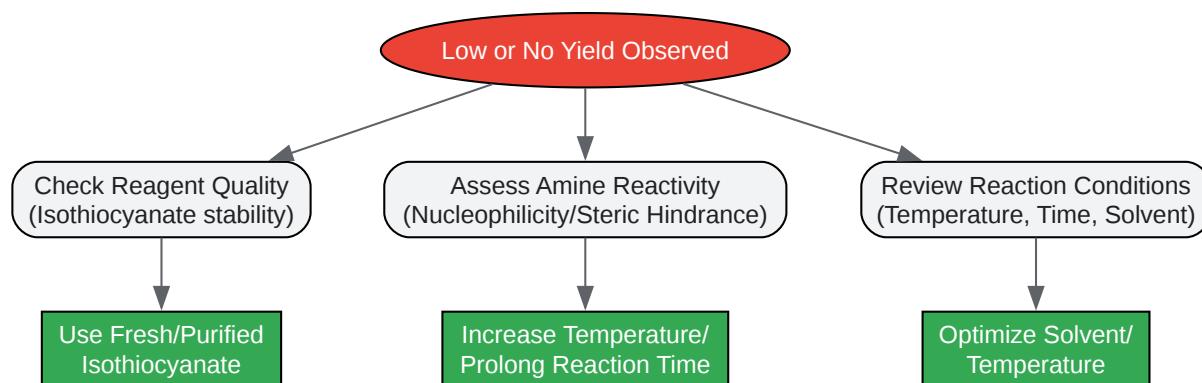 Low or No Yield Observed
Check Reagent Quality
(Isothiocyanate stability)
Assess Amine Reactivity
(Nucleophilicity/Steric Hindrance)
Review Reaction Conditions
(Temperature, Time, Solvent)
Use Fresh/Purified
Isothiocyanate
Increase Temperature/
Prolong Reaction Time
Optimize Solvent/
Temperature